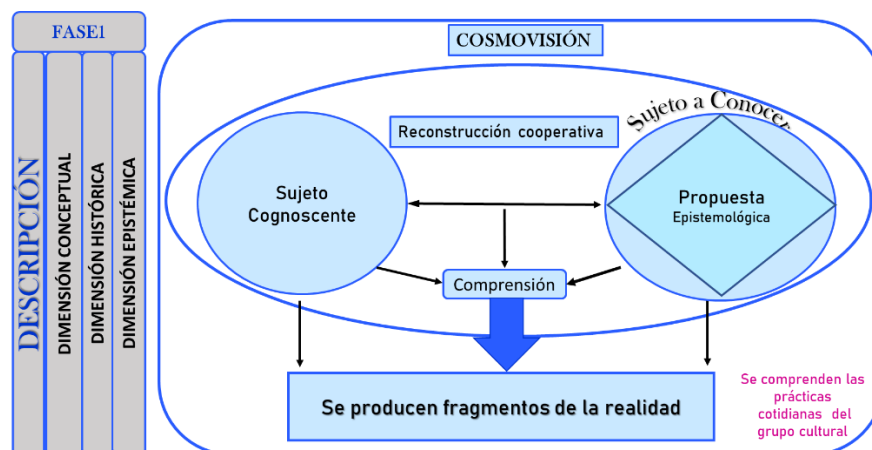 FASE1
DESCRIPCIÓN
DIMENSIÓN CONCEPTUAL
DIMENSIÓN HISTÓRICA
DIMENSIÓN EPISTÉMICA
COSMOVISIÓN
Sujeto a Conocer
Reconstrucción cooperativa
Sujeto
Cognoscente
Propuesta
Epistemológica
Comprensión
Se producen fragmentos de la realidad
Se comprenden las
prácticas
cotidianas del
grupo cultural